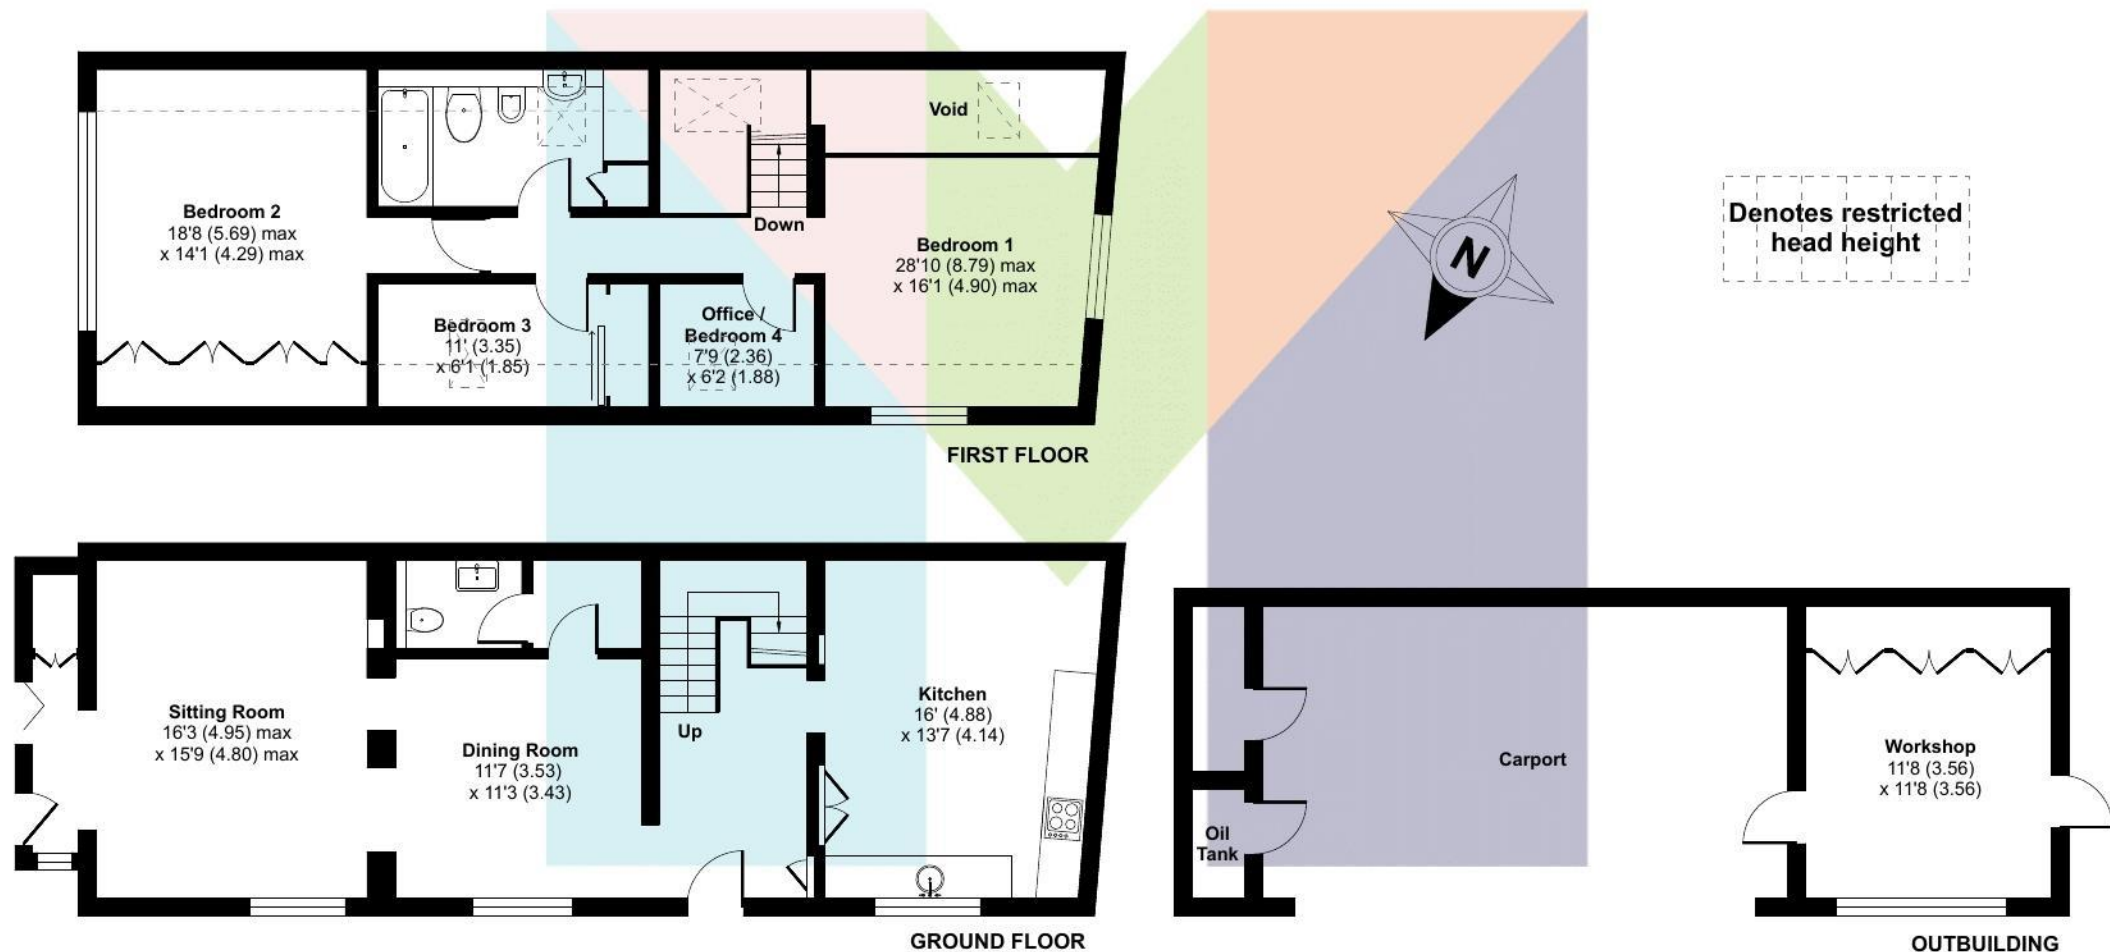 Bedroom 2
18'8 (5.69) max
x 14'1 (4.29) max
Void
Down
Bedroom 1
28'10 (8.79) max
x 16'1 (4.90) max
Bedroom 3
11' (3.35)
x 6'1 (1.85)
Office /
Bedroom 4
7'9 (2.36)
x 6'2 (1.88)
FIRST FLOOR
N
Denotes restricted
head height
Sitting Room
16'3 (4.95) max
x 15'9 (4.80) max
Dining Room
11'7 (3.53)
x 11'3 (3.43)
Up
Kitchen
16' (4.88)
x 13'7 (4.14)
GROUND FLOOR
Oil
Tank
Carport
Workshop
11'8 (3.56)
x 11'8 (3.56)
OUTBUILDING